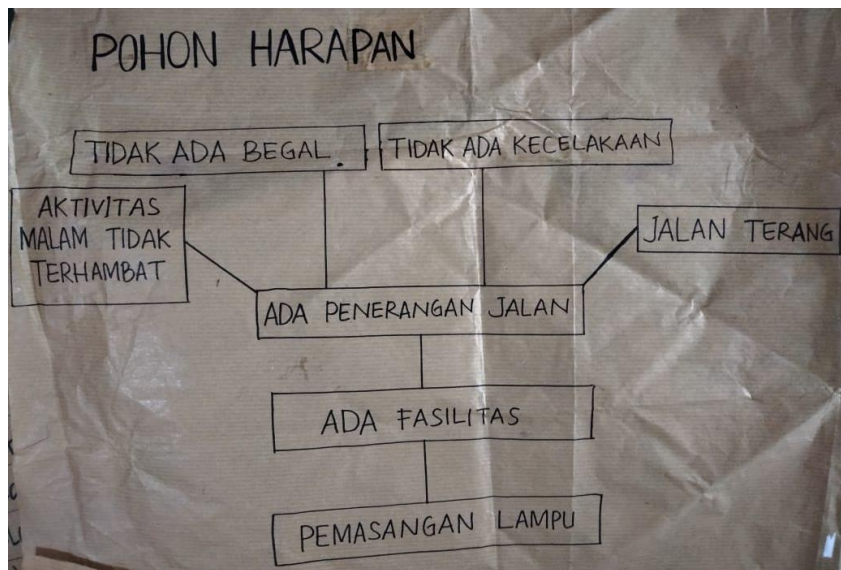 POHON HARAPAN
TIDAK ADA BEGAL.
TIDAK ADA KECELAKAAN
AKTIVITAS
MALAM TIDAK
TERHAMBAT
JALAN TERANG
ADA PENERANGAN JALAN
ADA FASILITAS
PEMASANGAN LAMPU